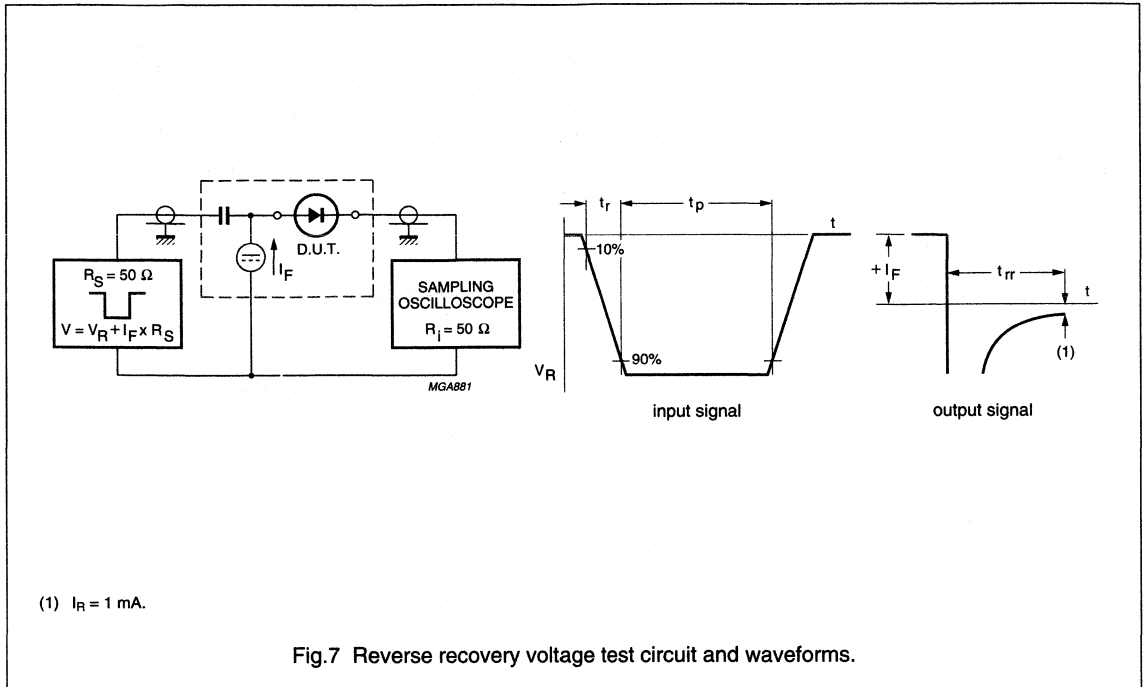 R_S = 50 Ω
V = V_R + I_F x R_S
I_F
D.U.T.
SAMPLING
OSCILLOSCOPE
R_i = 50 Ω
MGA881
t_r
t_p
t
10%
90%
V_R
input signal
+ I_F
t_rr
t
(1)
output signal
(1) I_R = 1 mA.
Fig.7 Reverse recovery voltage test circuit and waveforms.